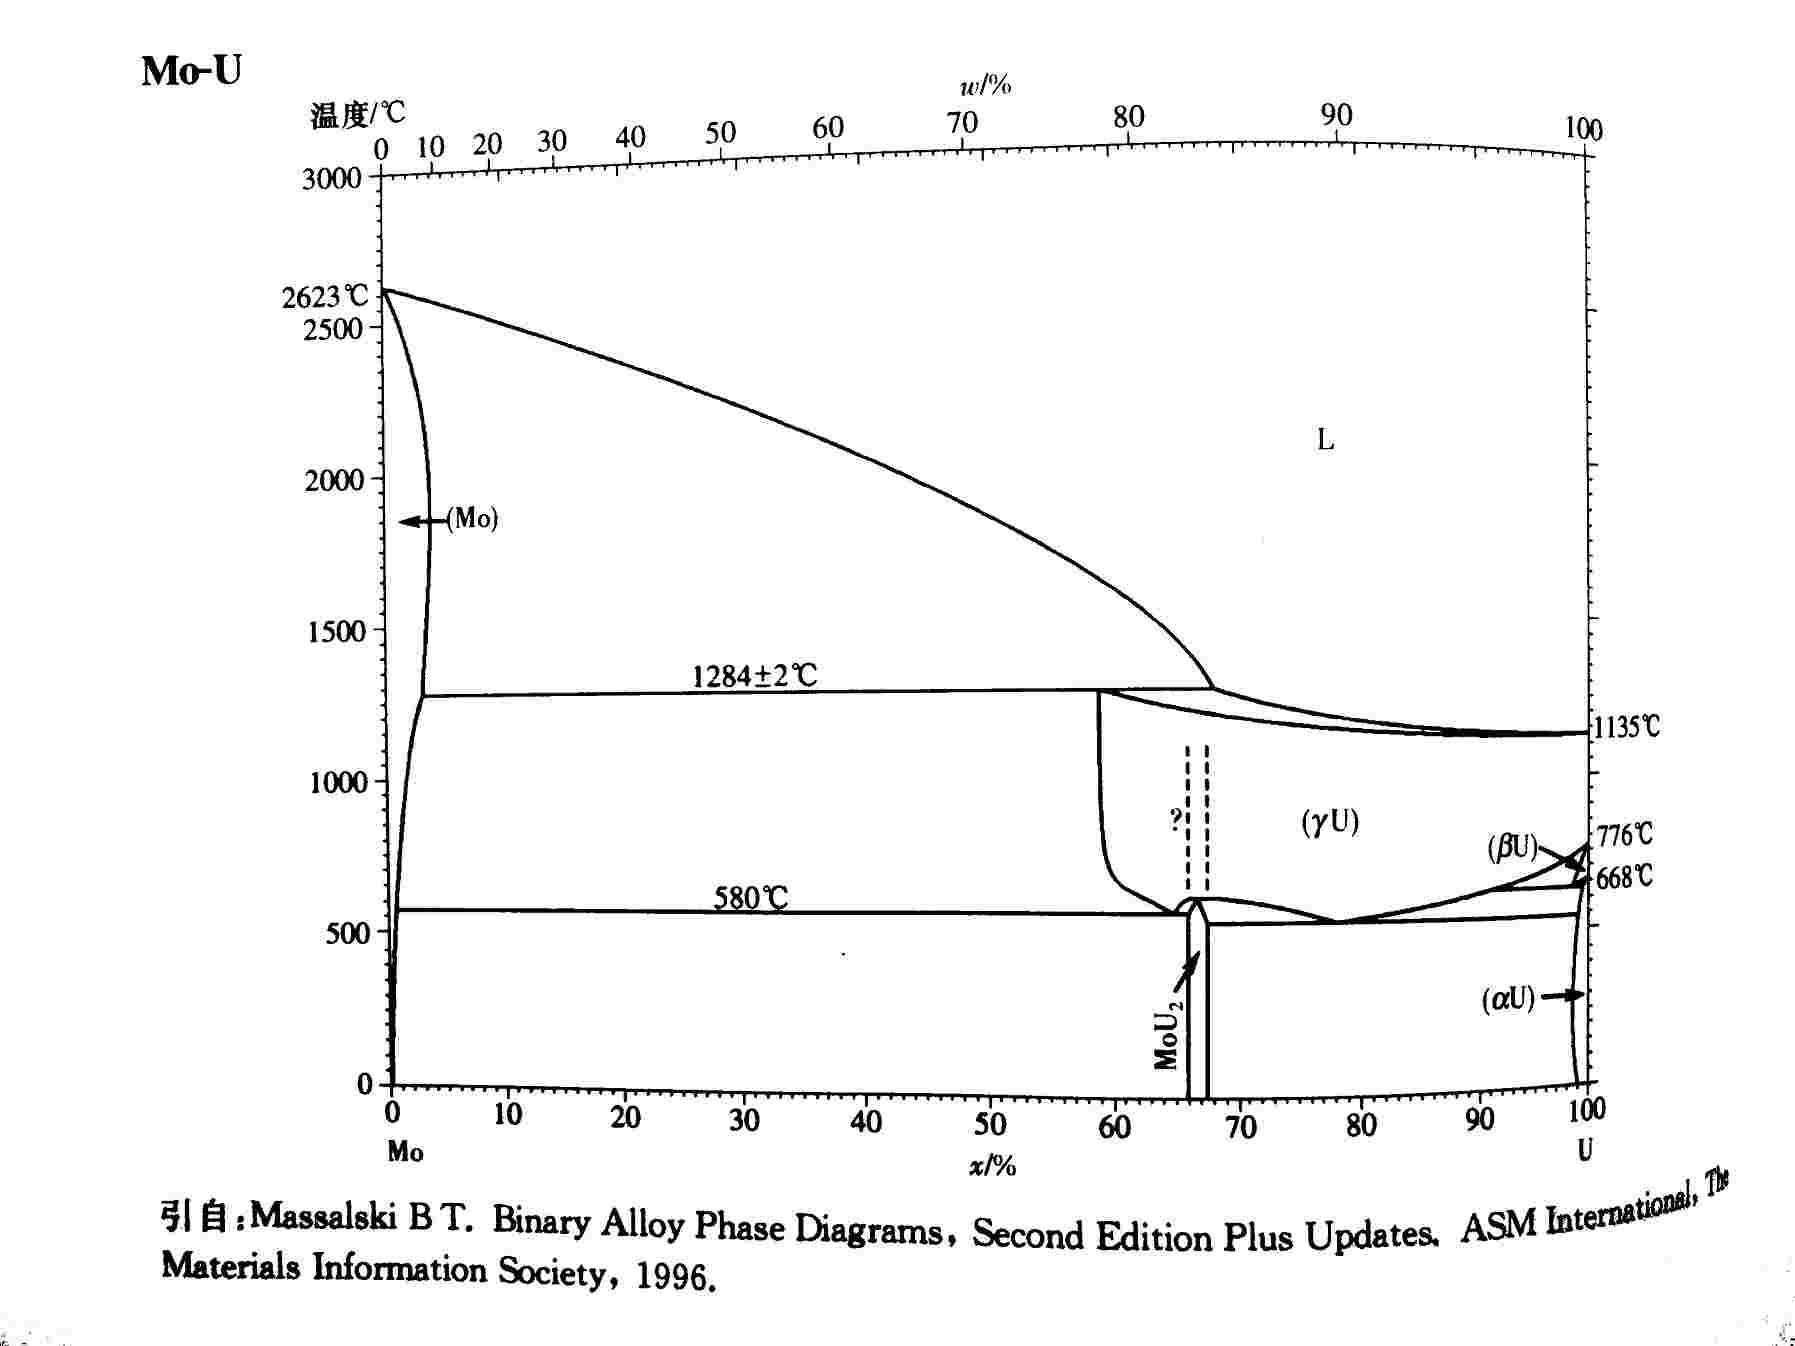 Mo-U
w/%
温度/℃
0 10 20 30 40 50 60 70 80 90 100
3000
2623℃
2500
L
2000
(Mo)
1500
1284±2℃
1135℃
1000
?
(γU)
(βU)
776℃
668℃
580℃
500
(αU)
MoU₂
0
0 10 20 30 40 50 60 70 80 90 100
Mo
x/%
U
引自:Massalski B T. Binary Alloy Phase Diagrams, Second Edition Plus Updates. ASM International, The
Materials Information Society, 1996.